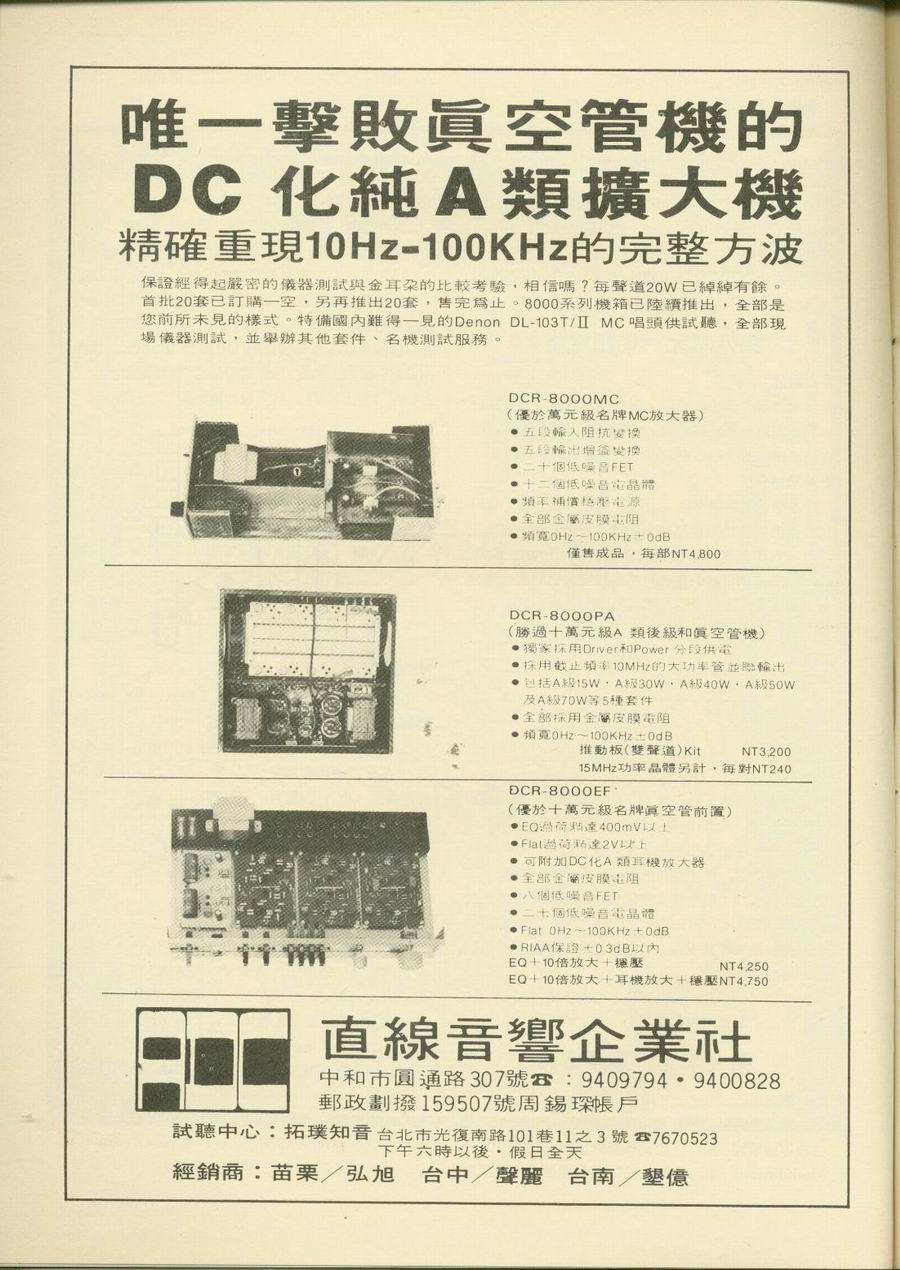 唯一擊敗眞空管機的
DC 化純A類擴大機
精確重現10Hz-100KHz的完整方波
保證經得起嚴密的儀器測試與金耳朶的比較考驗，相信嗎？每聲道20W已綽綽有餘。
首批20套已訂購一空，另再推出20套，售完爲止。8000系列機箱已陸續推出，全部是
您前所未見的樣式。特備國內難得一見的Denon DL-103T/Ⅱ MC唱頭供試聽，全部現
場儀器測試，並舉辦其他套件、名機測試服務。
DCR-8000MC
(優於萬元級名牌MC放大器)
●五段輸入阻抗變換
●五段輸出增益變換
●二十個低噪音FET
●十二個低噪音電晶體
●頻率補償穩壓電源
●全部金屬皮膜電阻
●頻寬0Hz～100KHz±0dB
僅售成品，每部NT4,800
DCR-8000PA
(勝過十萬元級A 類後級和眞空管機)
●獨家採用Driver和Power 分段供電
●採用截止頻率10MHz的大功率管並聯輸出
●包括A級15W・A級30W・A級40W・A級50W
及A級70W等5種套件
●全部採用金屬皮膜電阻
●頻寬0Hz～100KHz±0dB
推動板(雙聲道)Kit NT3,200
15MHz功率晶體另計，每對NT240
DCR-8000EF
(優於十萬元級名牌眞空管前置)
●EQ過荷點達400mV以上
●Flat過荷點達2V以上
●可附加DC化A 類耳機放大器
●全部金屬皮膜電阻
●八個低噪音FET
●二十個低噪音電晶體
●Flat 0Hz～100KHz±0dB
●RIAA保證±0.3dB以內
EQ＋10倍放大＋穩壓 NT4,250
EQ＋10倍放大＋耳機放大＋穩壓NT4,750
直線音響企業社
中和市圓通路307號☎：9409794・9400828
郵政劃撥159507號周錫琛帳戶
試聽中心：拓璞知音 台北市光復南路101巷11之3號 ☎7670523
下午六時以後・假日全天
經銷商：苗栗／弘旭 台中／聲麗 台南／墾億